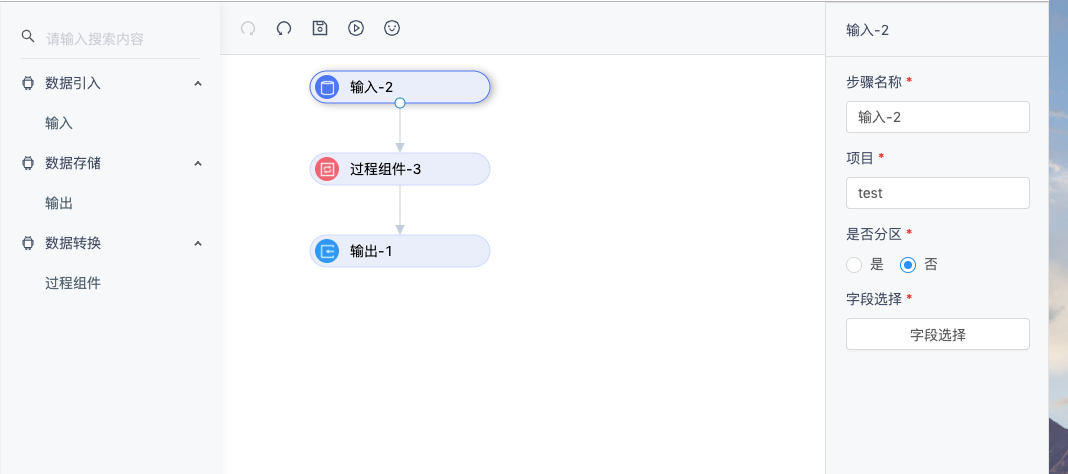 请输入搜索内容
数据引入
输入
数据存储
输出
数据转换
过程组件
输入-2
过程组件-3
输出-1
输入-2
步骤名称 *
输入-2
项目 *
test
是否分区 *
是 否
字段选择 *
字段选择